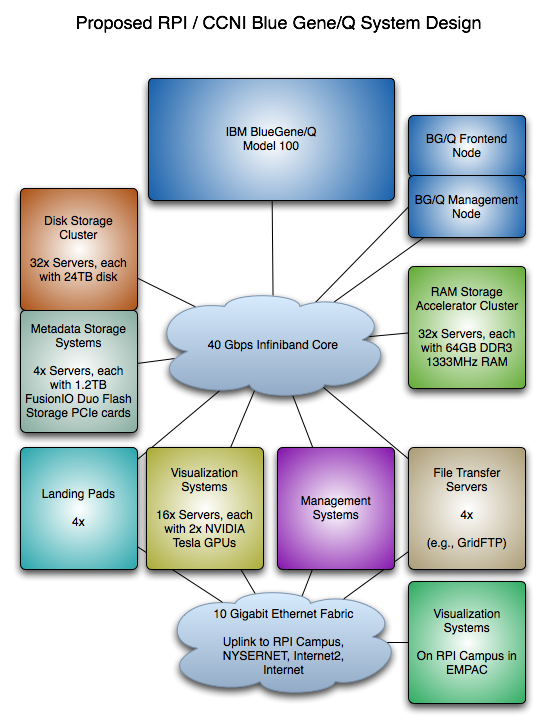 Proposed RPI / CCNI Blue Gene/Q System Design
IBM BlueGene/Q
Model 100
BG/Q Frontend
Node
BG/Q Management
Node
Disk Storage
Cluster
32x Servers, each
with 24TB disk
Metadata Storage
Systems
4x Servers, each
with 1.2TB
FusionIO Duo Flash
Storage PCIe cards
40 Gbps Infiniband Core
RAM Storage
Accelerator Cluster
32x Servers, each
with 64GB DDR3
1333MHz RAM
Landing Pads
4x
Visualization
Systems
16x Servers, each
with 2x NVIDIA
Tesla GPUs
Management
Systems
File Transfer
Servers
4x
(e.g., GridFTP)
10 Gigabit Ethernet Fabric
Uplink to RPI Campus,
NYSERNET, Internet2,
Internet
Visualization
Systems
On RPI Campus in
EMPAC